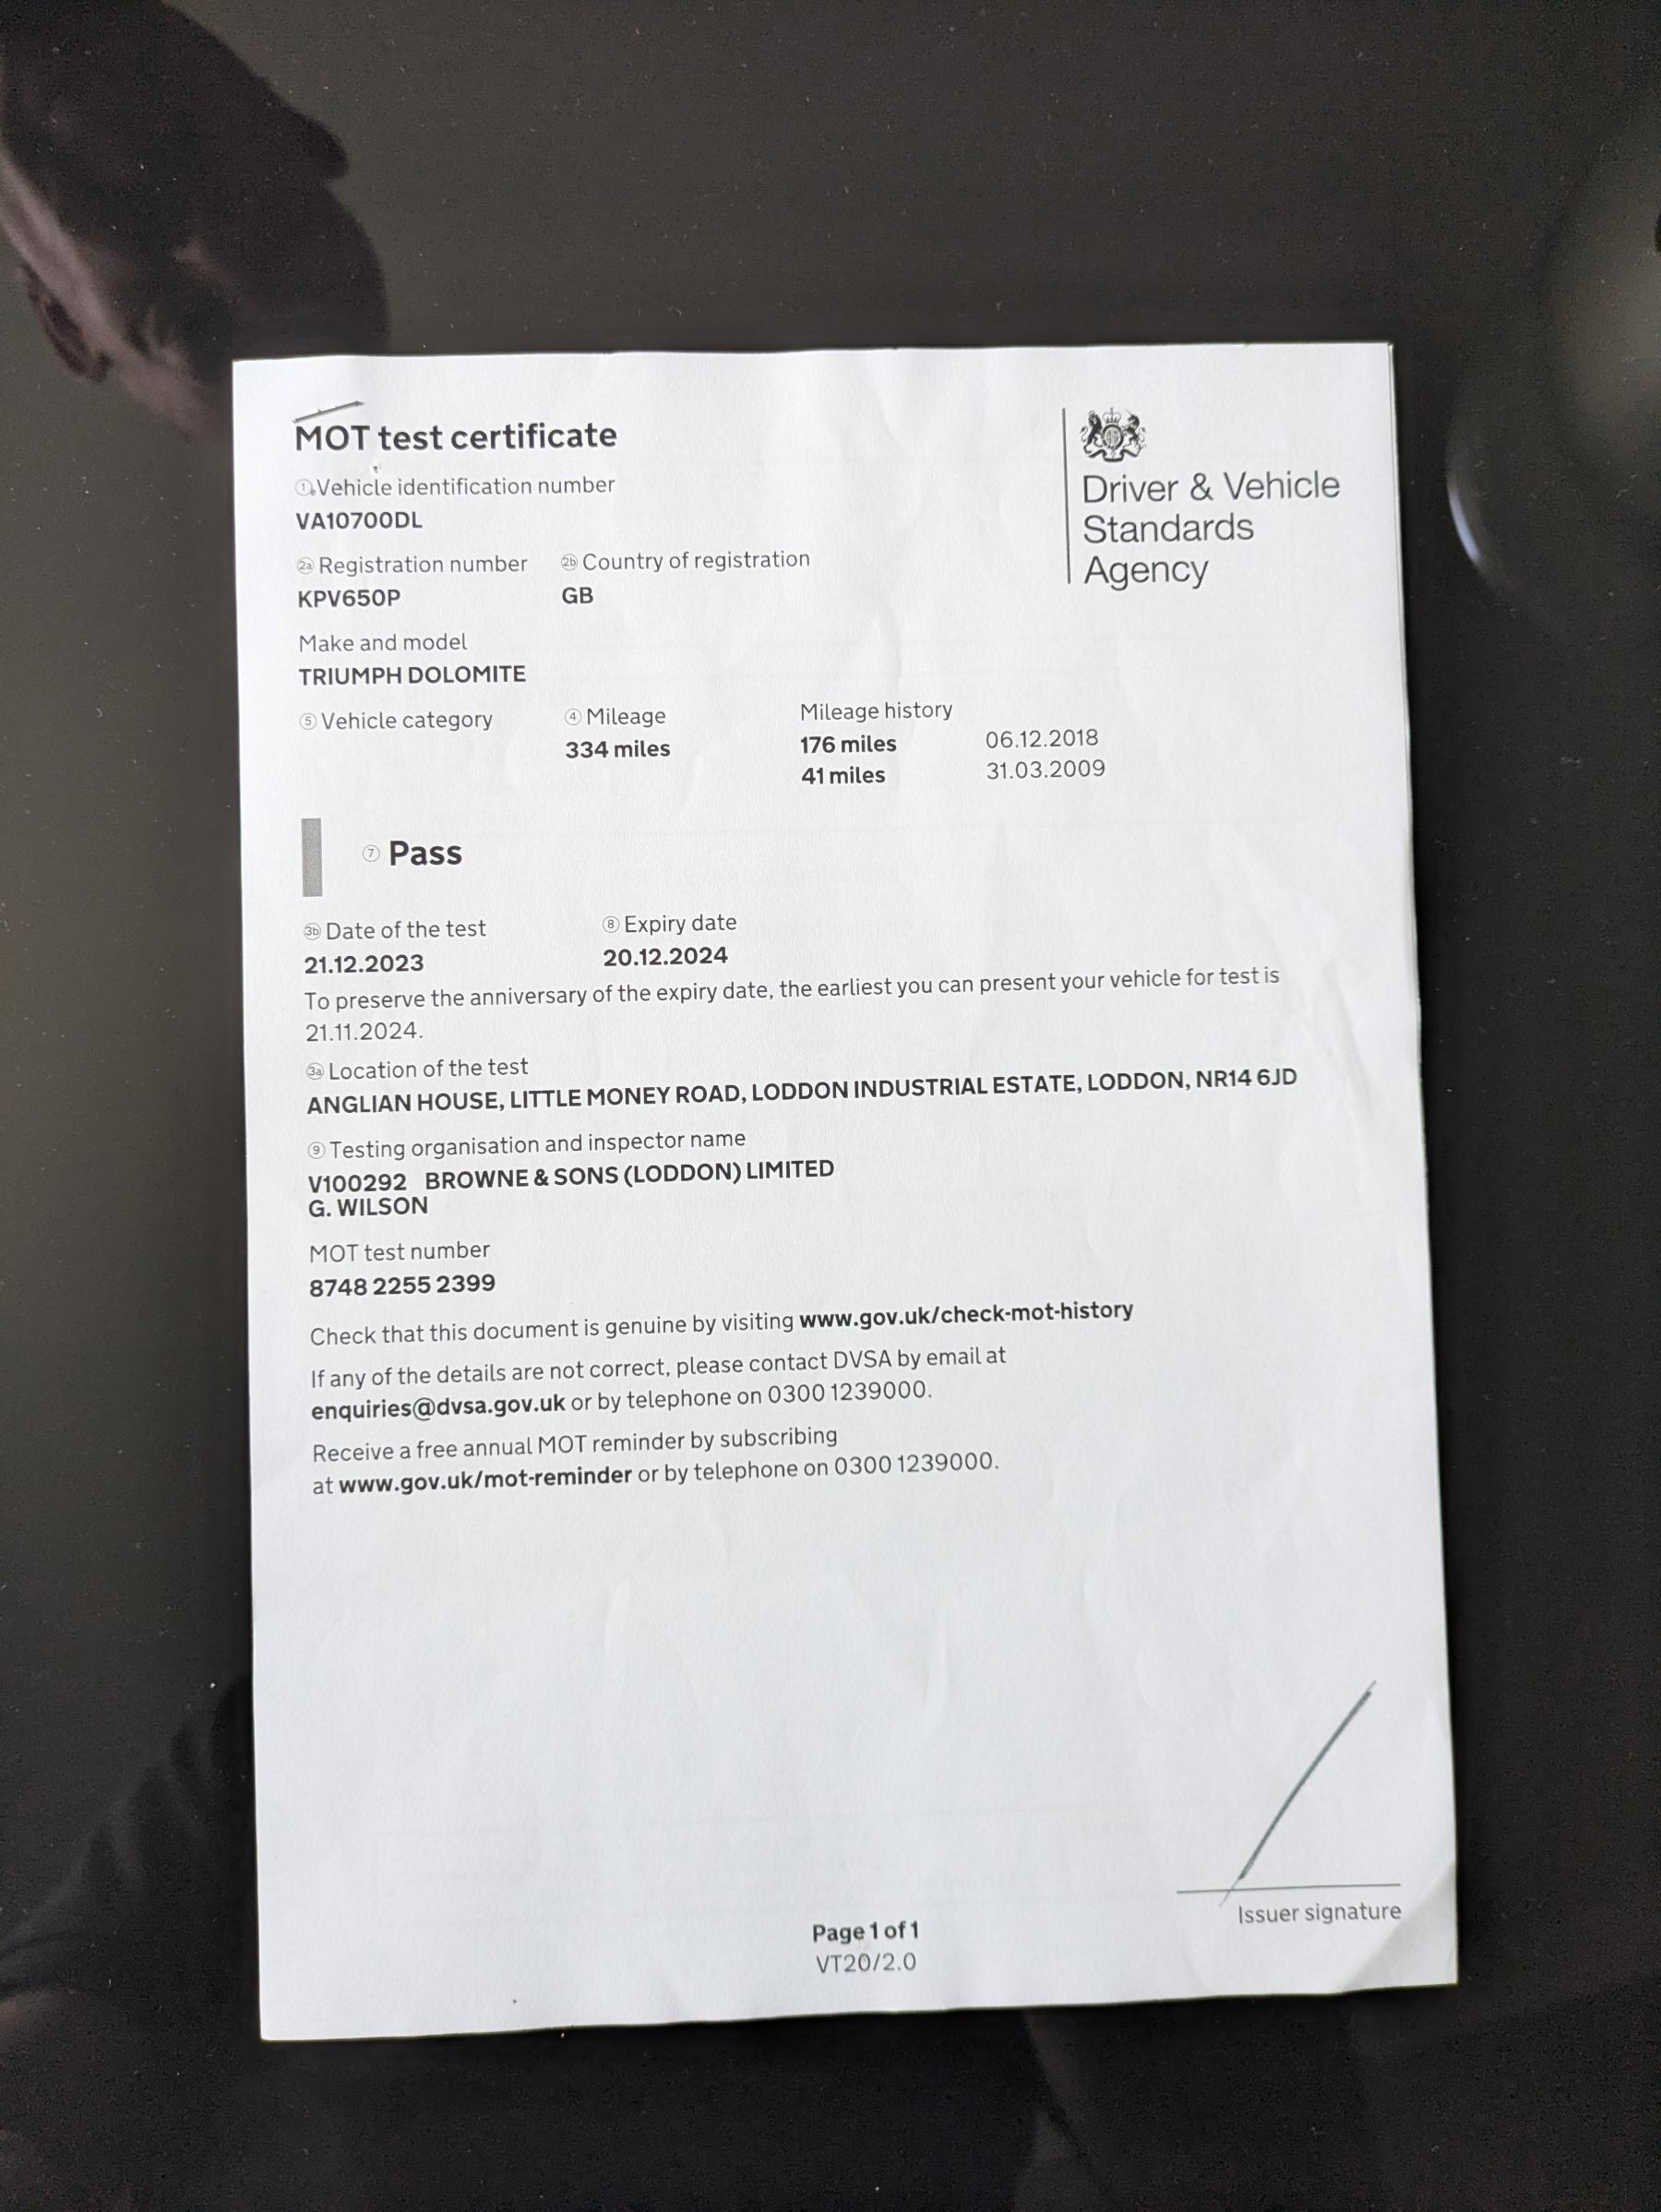 MOT test certificate
Driver & Vehicle
Standards
Agency
1 Vehicle identification number
VA10700DL
2a Registration number 2b Country of registration
KPV650P GB
Make and model
TRIUMPH DOLOMITE
5 Vehicle category 4 Mileage Mileage history
334 miles 176 miles 06.12.2018
41 miles 31.03.2009
7 Pass
3b Date of the test 8 Expiry date
21.12.2023 20.12.2024
To preserve the anniversary of the expiry date, the earliest you can present your vehicle for test is
21.11.2024.
3a Location of the test
ANGLIAN HOUSE, LITTLE MONEY ROAD, LODDON INDUSTRIAL ESTATE, LODDON, NR14 6JD
9 Testing organisation and inspector name
V100292 BROWNE & SONS (LODDON) LIMITED
G. WILSON
MOT test number
8748 2255 2399
Check that this document is genuine by visiting www.gov.uk/check-mot-history
If any of the details are not correct, please contact DVSA by email at
enquiries@dvsa.gov.uk or by telephone on 0300 1239000.
Receive a free annual MOT reminder by subscribing
at www.gov.uk/mot-reminder or by telephone on 0300 1239000.
Issuer signature
Page 1 of 1
VT20/2.0